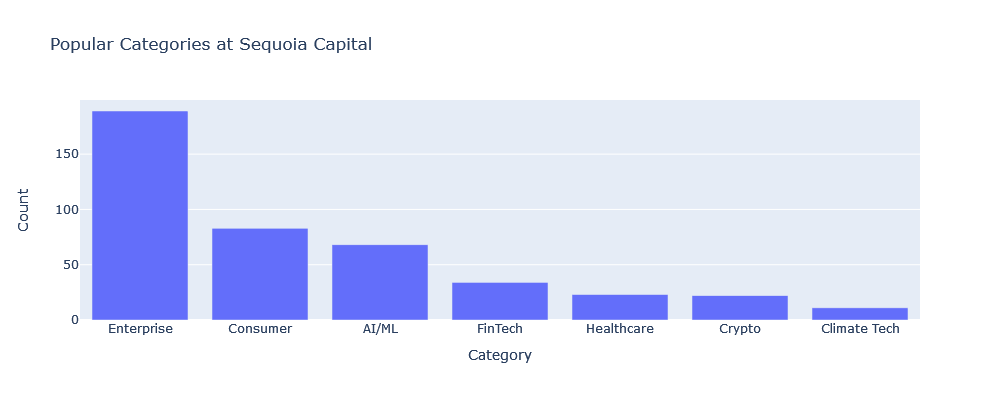 Popular Categories at Sequoia Capital
Count
150
100
50
0
Enterprise Consumer AI/ML FinTech Healthcare Crypto Climate Tech
Category